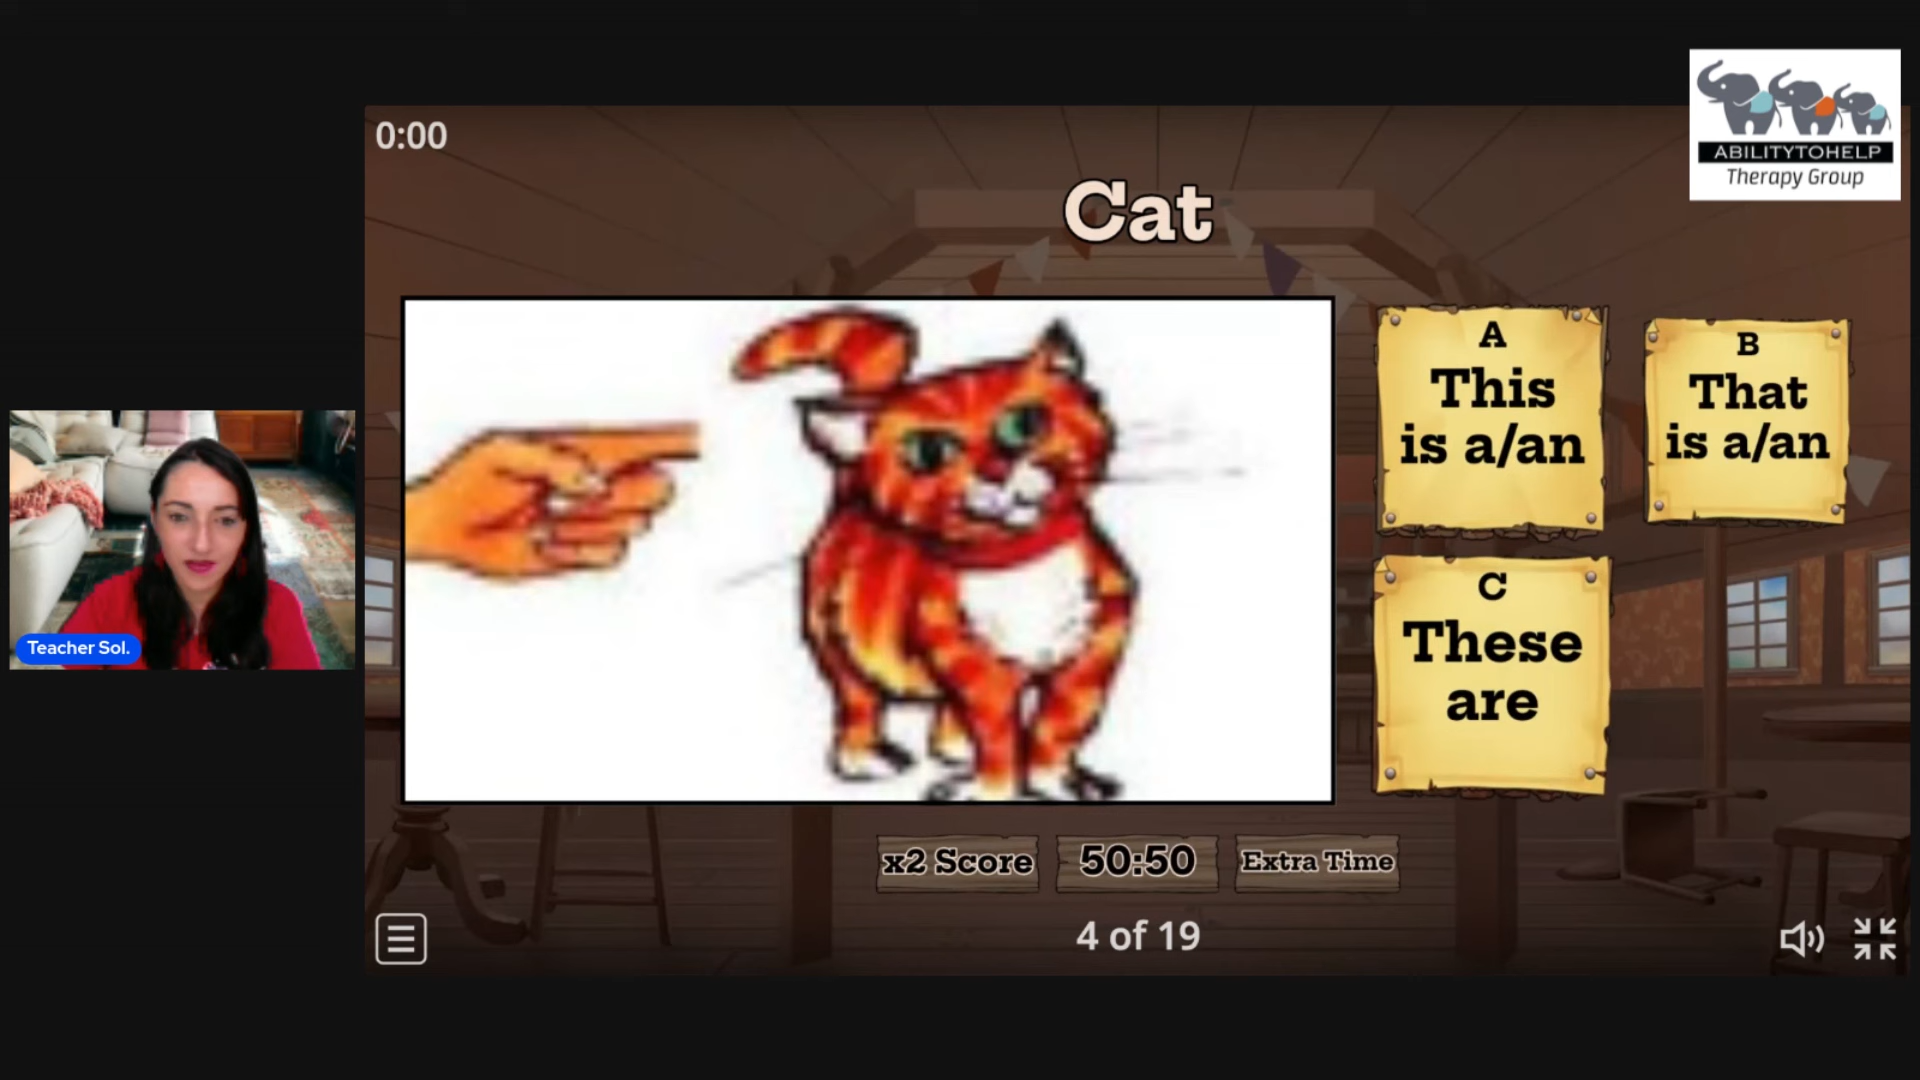 0:00
ABILITYTOHELP
Therapy Group
Cat
A
This
is a/an
B
That
is a/an
C
These
are
Teacher Sol.
x2 Score
50:50
Extra Time
4 of 19